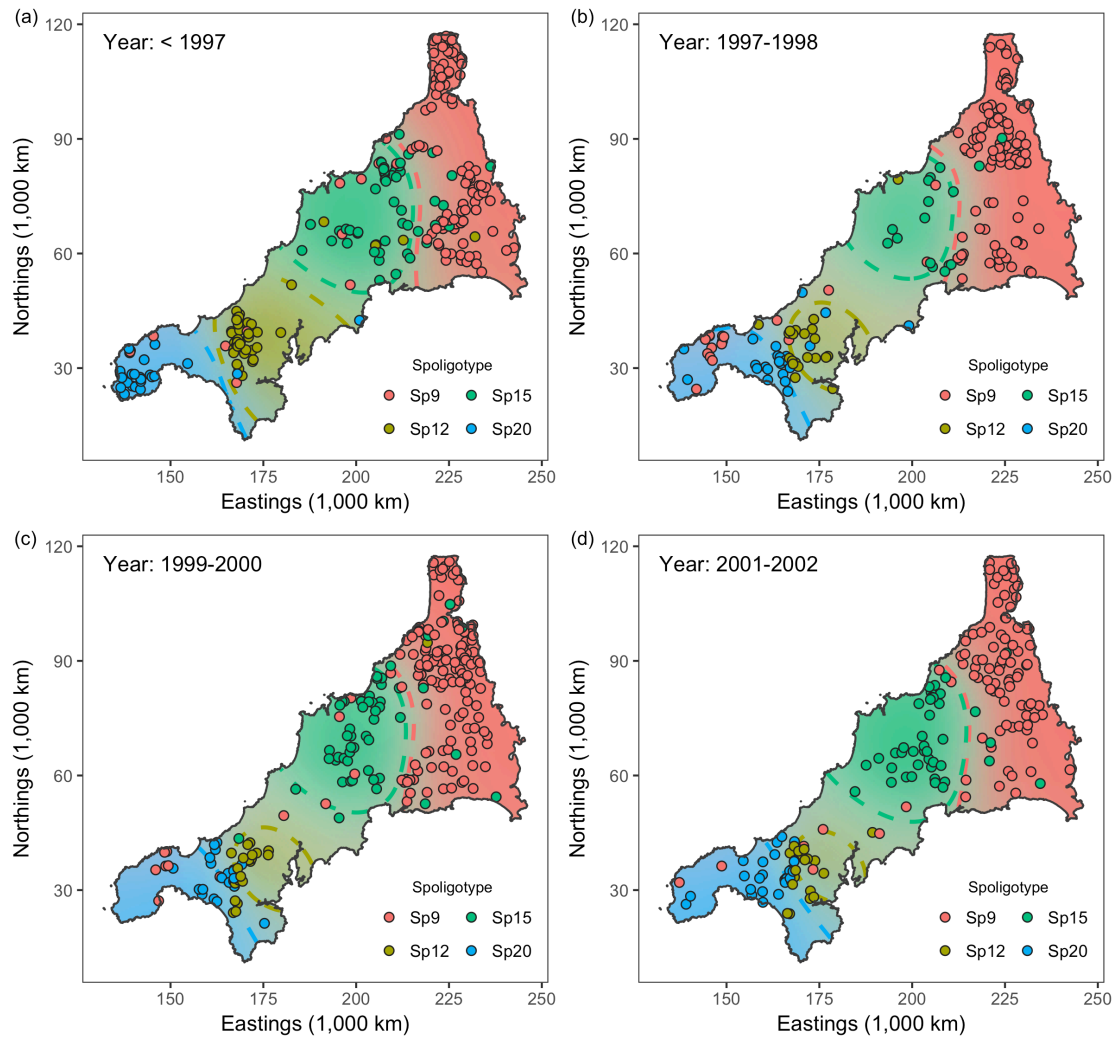 (a)
Year: < 1997
120
90
60
30
Northings (1,000 km)
150
175
200
225
250
Eastings (1,000 km)
Spoligotype
Sp9
Sp15
Sp12
Sp20
(b)
Year: 1997-1998
120
90
60
30
Northings (1,000 km)
150
175
200
225
250
Eastings (1,000 km)
Spoligotype
Sp9
Sp15
Sp12
Sp20
(c)
Year: 1999-2000
120
90
60
30
Northings (1,000 km)
150
175
200
225
250
Eastings (1,000 km)
Spoligotype
Sp9
Sp15
Sp12
Sp20
(d)
Year: 2001-2002
120
90
60
30
Northings (1,000 km)
150
175
200
225
250
Eastings (1,000 km)
Spoligotype
Sp9
Sp15
Sp12
Sp20